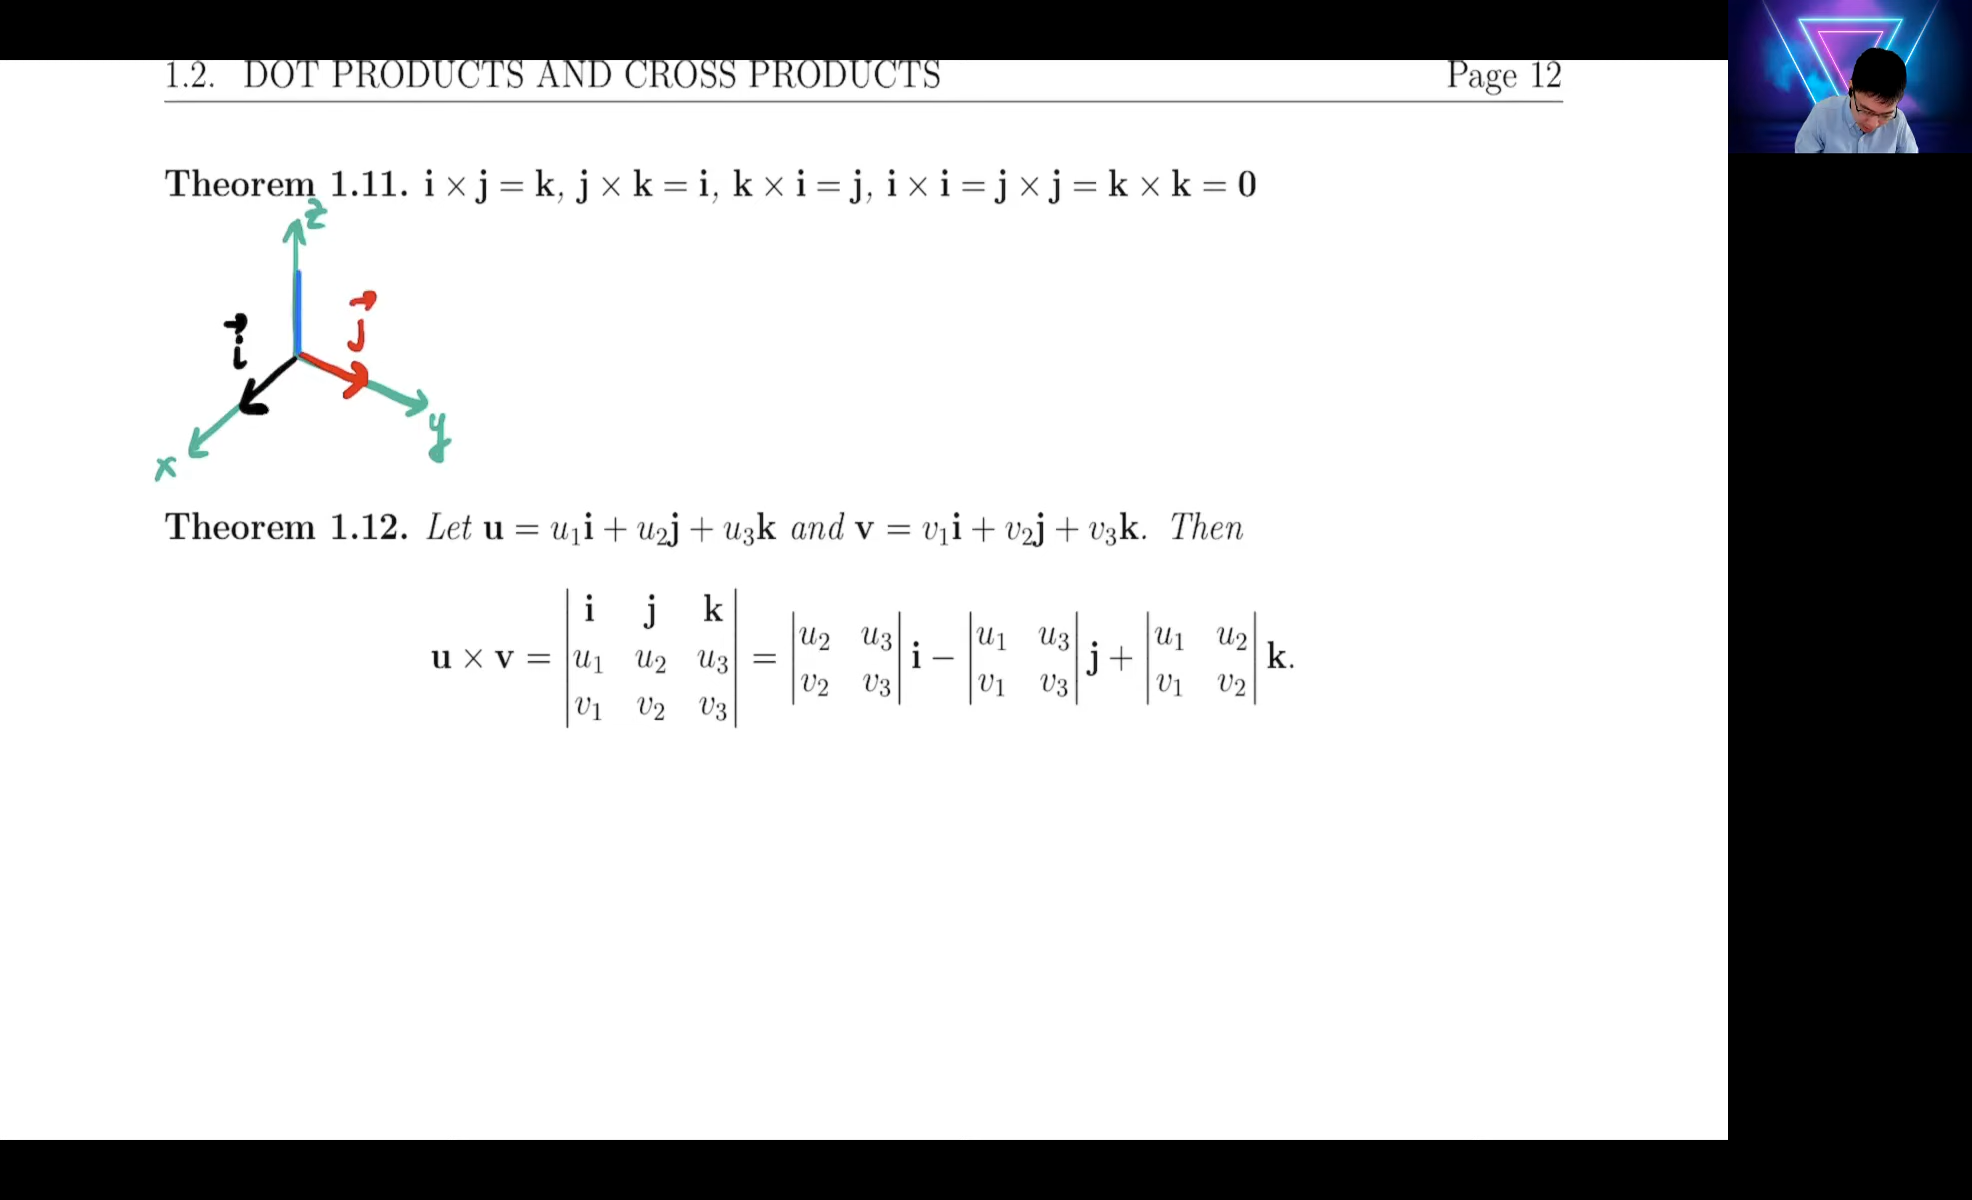 1.2. DOT PRODUCTS AND CROSS PRODUCTS Page 12
Theorem 1.11. i × j = k, j × k = i, k × i = j, i × i = j × j = k × k = 0
z
j⃗
i⃗
y
x
Theorem 1.12. Let u = u₁i + u₂j + u₃k and v = v₁i + v₂j + v₃k. Then
u × v = |i j k; u₁ u₂ u₃; v₁ v₂ v₃| = |u₂ u₃; v₂ v₃| i − |u₁ u₃; v₁ v₃| j + |u₁ u₂; v₁ v₂| k.